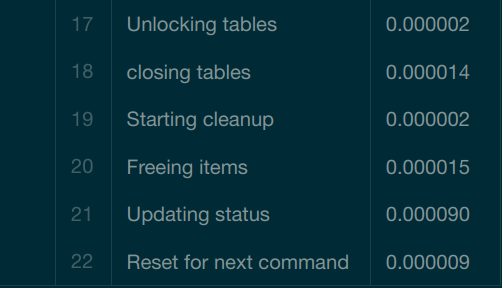 17 Unlocking tables 0.000002
18 closing tables 0.000014
19 Starting cleanup 0.000002
20 Freeing items 0.000015
21 Updating status 0.000090
22 Reset for next command 0.000009